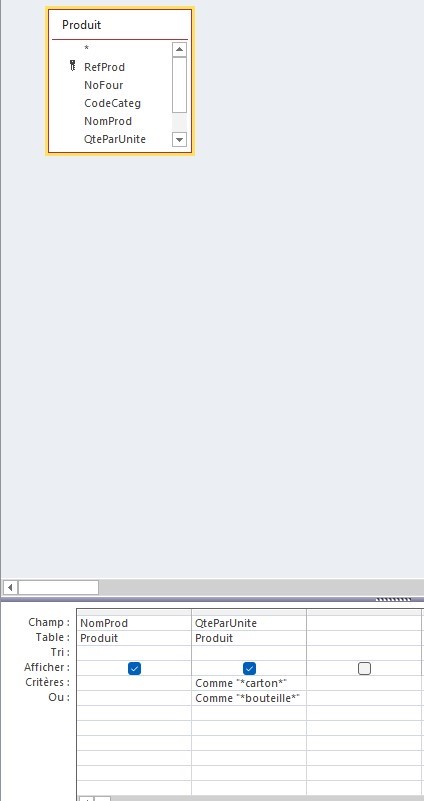 Produit
*
RefProd
NoFour
CodeCateg
NomProd
QteParUnite
Champ : NomProd QteParUnite
Table : Produit Produit
Tri :
Afficher :
Critères : Comme "*carton*"
Ou : Comme "*bouteille*"